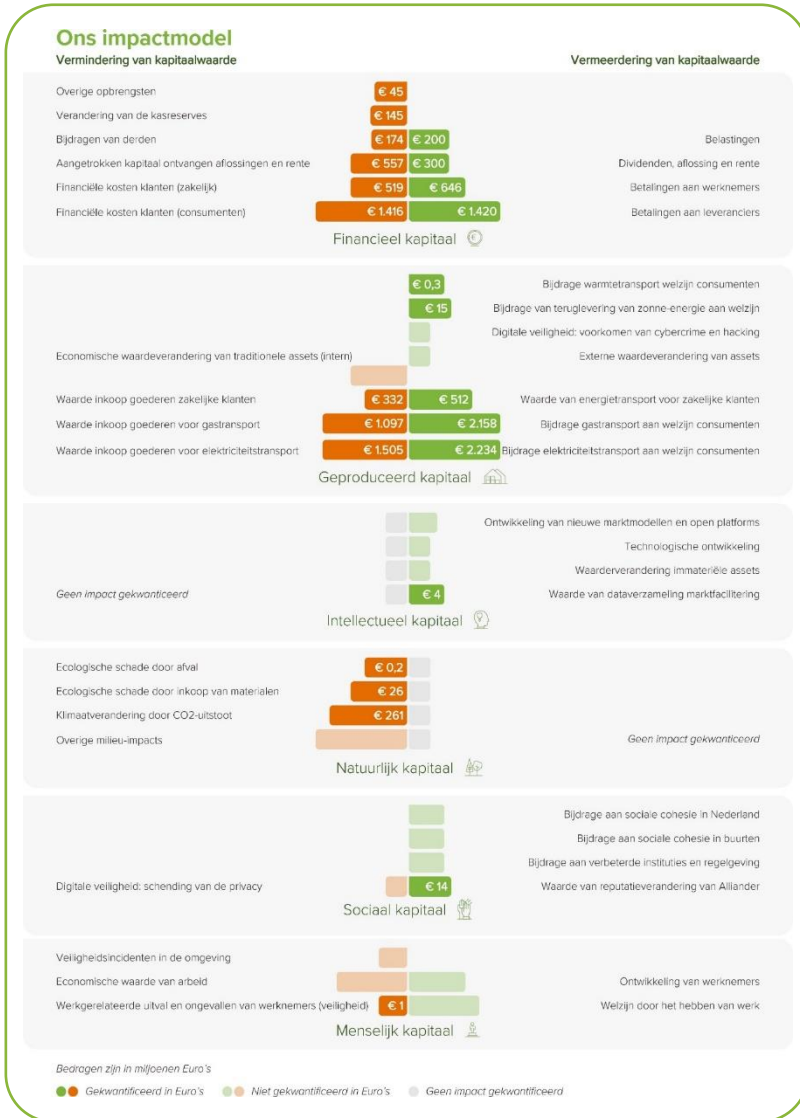 Ons impactmodel
Vermindering van kapitaalwaarde Vermeerdering van kapitaalwaarde
Overige opbrengsten € 45
Verandering van de kasreserves € 145
Bijdragen van derden € 174 € 200 Belastingen
Aangetrokken kapitaal ontvangen aflossingen en rente € 557 € 300 Dividenden, aflossing en rente
Financiële kosten klanten (zakelijk) € 519 € 646 Betalingen aan werknemers
Financiële kosten klanten (consumenten) € 1.416 € 1.420 Betalingen aan leveranciers
Financieel kapitaal
€ 0,3 Bijdrage warmtetransport welzijn consumenten
€ 15 Bijdrage van teruglevering van zonne-energie aan welzijn
Digitale veiligheid: voorkomen van cybercrime en hacking
Economische waardeverandering van traditionele assets (intern) Externe waardeverandering van assets
Waarde inkoop goederen zakelijke klanten € 332 € 512 Waarde van energietransport voor zakelijke klanten
Waarde inkoop goederen voor gastransport € 1.097 € 2.158 Bijdrage gastransport aan welzijn consumenten
Waarde inkoop goederen voor elektriciteitstransport € 1.505 € 2.234 Bijdrage elektriciteitstransport aan welzijn consumenten
Geproduceerd kapitaal
Ontwikkeling van nieuwe marktmodellen en open platforms
Technologische ontwikkeling
Waarderverandering immateriële assets
Geen impact gekwanticeerd € 4 Waarde van dataverzameling marktfacilitering
Intellectueel kapitaal
Ecologische schade door afval € 0,2
Ecologische schade door inkoop van materialen € 26
Klimaatverandering door CO2-uitstoot € 261
Overige milieu-impacts Geen impact gekwanticeerd
Natuurlijk kapitaal
Bijdrage aan sociale cohesie in Nederland
Bijdrage aan sociale cohesie in buurten
Bijdrage aan verbeterde instituties en regelgeving
Digitale veiligheid: schending van de privacy € 14 Waarde van reputatieverandering van Alliander
Sociaal kapitaal
Veiligheidsincidenten in de omgeving
Economische waarde van arbeid Ontwikkeling van werknemers
Werkgerelateerde uitval en ongevallen van werknemers (veiligheid) € 1 Welzijn door het hebben van werk
Menselijk kapitaal
Bedragen zijn in miljoenen Euro's
Gekwantificeerd in Euro's Niet gekwantificeerd in Euro's Geen impact gekwantificeerd